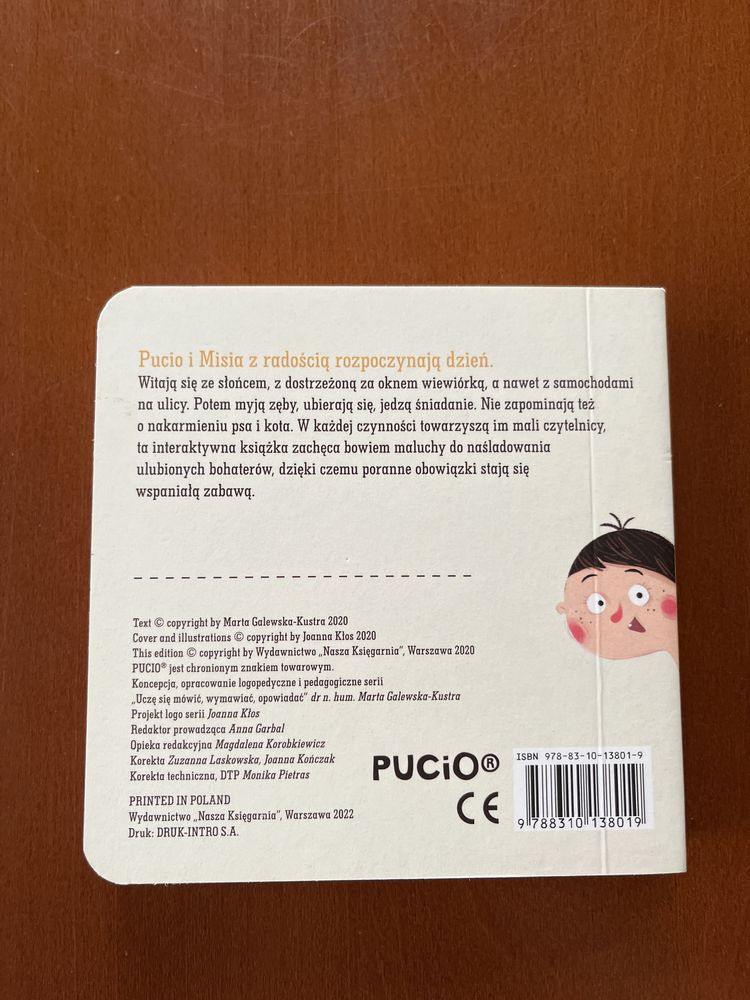 Pucio i Misia z radością rozpoczynają dzień.
Witają się ze słońcem, z dostrzeżoną za oknem wiewiórką, a nawet z samochodami
na ulicy. Potem myją zęby, ubierają się, jedzą śniadanie. Nie zapominają też
o nakarmieniu psa i kota. W każdej czynności towarzyszą im mali czytelnicy,
ta interaktywna książka zachęca bowiem maluchy do naśladowania
ulubionych bohaterów, dzięki czemu poranne obowiązki stają się
wspaniałą zabawą.
Text © copyright by Marta Galewska-Kustra 2020
Cover and illustrations © copyright by Joanna Kłos 2020
This edition © copyright by Wydawnictwo „Nasza Księgarnia”, Warszawa 2020
PUCIO® jest chronionym znakiem towarowym.
Koncepcja, opracowanie logopedyczne i pedagogiczne serii
„Uczę się mówić, wymawiać, opowiadać” dr n. hum. Marta Galewska-Kustra
Projekt logo serii Joanna Kłos
Redaktor prowadząca Anna Garbal
Opieka redakcyjna Magdalena Korobkiewicz
Korekta Zuzanna Laskowska, Joanna Kończak
Korekta techniczna, DTP Monika Pietras
PRINTED IN POLAND
Wydawnictwo „Nasza Księgarnia”, Warszawa 2022
Druk: DRUK-INTRO S.A.
PUCiO®
CE
ISBN 978-83-10-13801-9
9 788310 138019